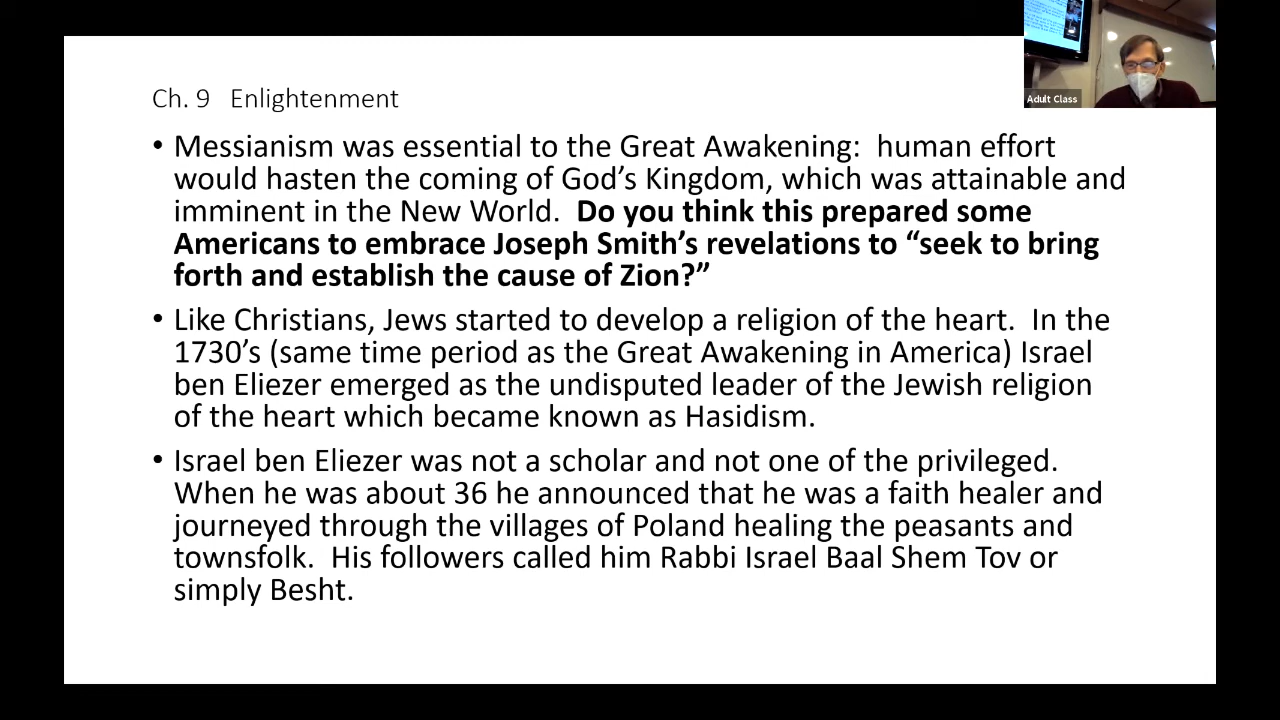 Ch. 9 Enlightenment
• Messianism was essential to the Great Awakening: human effort
would hasten the coming of God’s Kingdom, which was attainable and
imminent in the New World. Do you think this prepared some
Americans to embrace Joseph Smith’s revelations to “seek to bring
forth and establish the cause of Zion?”
• Like Christians, Jews started to develop a religion of the heart. In the
1730’s (same time period as the Great Awakening in America) Israel
ben Eliezer emerged as the undisputed leader of the Jewish religion
of the heart which became known as Hasidism.
• Israel ben Eliezer was not a scholar and not one of the privileged.
When he was about 36 he announced that he was a faith healer and
journeyed through the villages of Poland healing the peasants and
townsfolk. His followers called him Rabbi Israel Baal Shem Tov or
simply Besht.
Adult Class